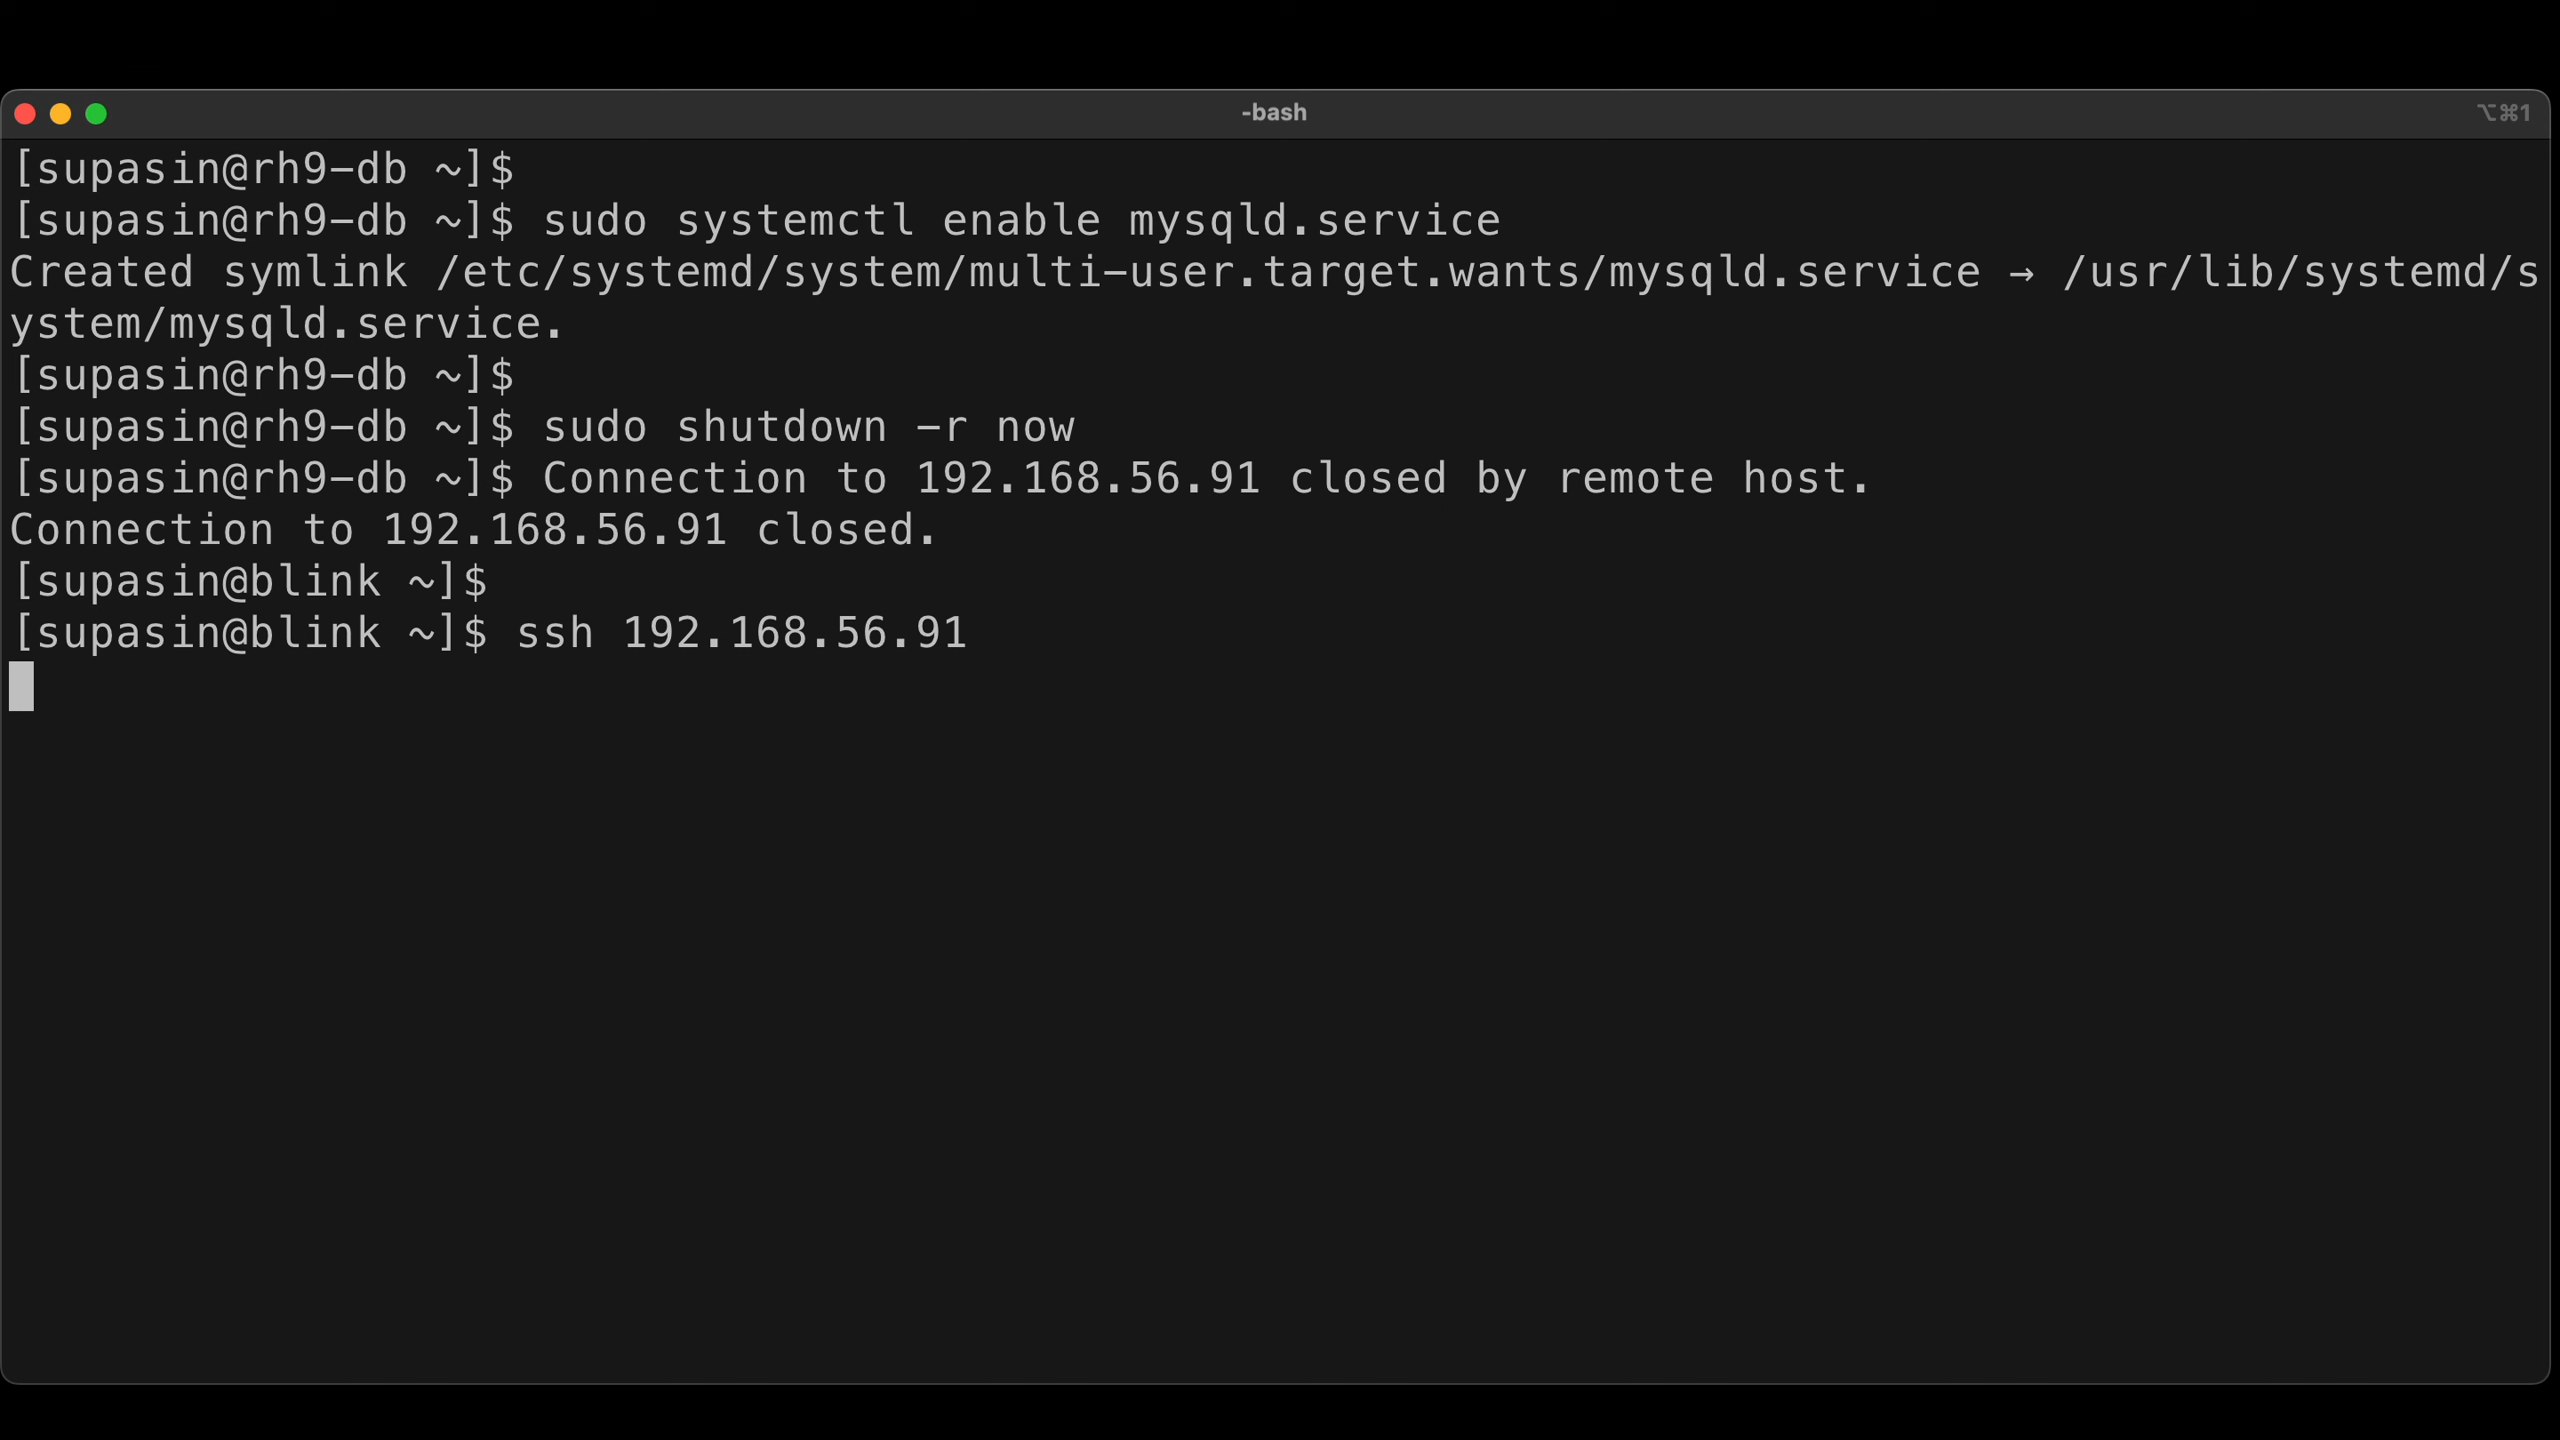 -bash
⌥⌘1
[supasin@rh9-db ~]$
[supasin@rh9-db ~]$ sudo systemctl enable mysqld.service
Created symlink /etc/systemd/system/multi-user.target.wants/mysqld.service → /usr/lib/systemd/s
ystem/mysqld.service.
[supasin@rh9-db ~]$
[supasin@rh9-db ~]$ sudo shutdown -r now
[supasin@rh9-db ~]$ Connection to 192.168.56.91 closed by remote host.
Connection to 192.168.56.91 closed.
[supasin@blink ~]$
[supasin@blink ~]$ ssh 192.168.56.91